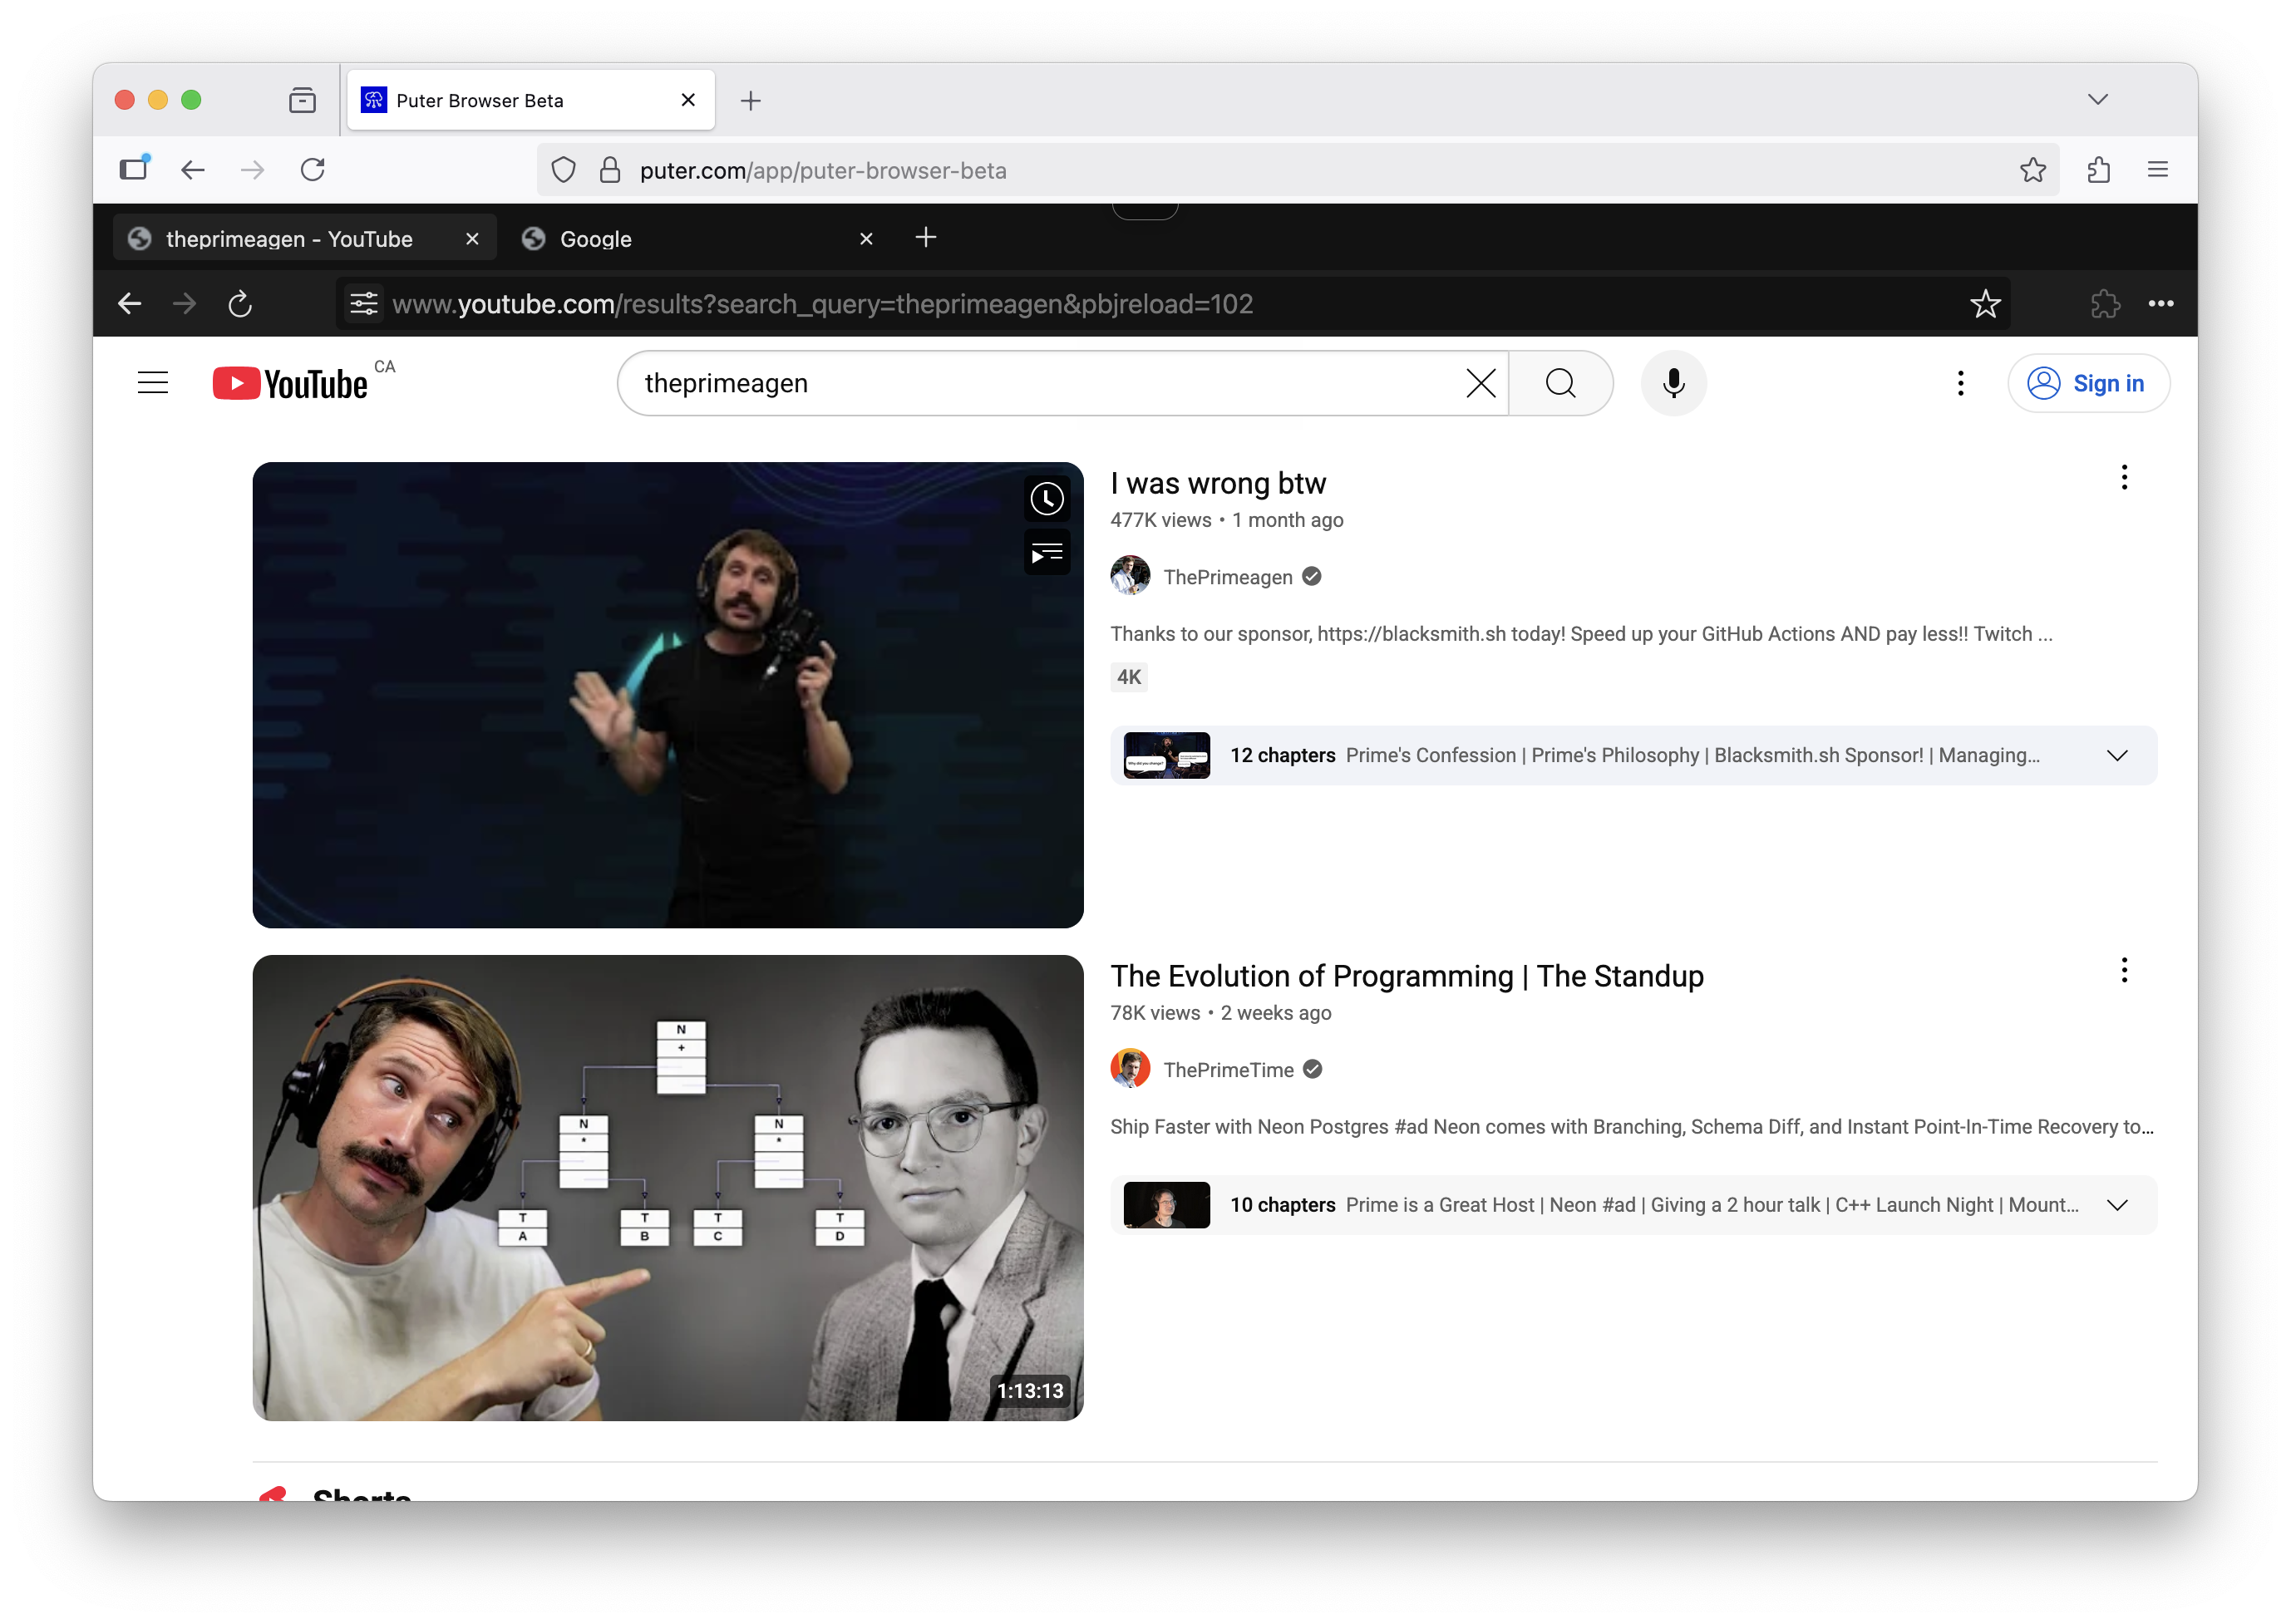 Puter Browser Beta
puter.com/app/puter-browser-beta
theprimeagen - YouTube
Google
www.youtube.com/results?search_query=theprimeagen&pbjreload=102
YouTube CA
theprimeagen
Sign in
I was wrong btw
477K views • 1 month ago
ThePrimeagen
Thanks to our sponsor, https://blacksmith.sh today! Speed up your GitHub Actions AND pay less!! Twitch ...
4K
12 chapters Prime's Confession | Prime's Philosophy | Blacksmith.sh Sponsor! | Managing...
N
+
N
*
N
*
T
A
T
B
T
C
T
D
1:13:13
The Evolution of Programming | The Standup
78K views • 2 weeks ago
ThePrimeTime
Ship Faster with Neon Postgres #ad Neon comes with Branching, Schema Diff, and Instant Point-In-Time Recovery to...
10 chapters Prime is a Great Host | Neon #ad | Giving a 2 hour talk | C++ Launch Night | Mount...
Shorts